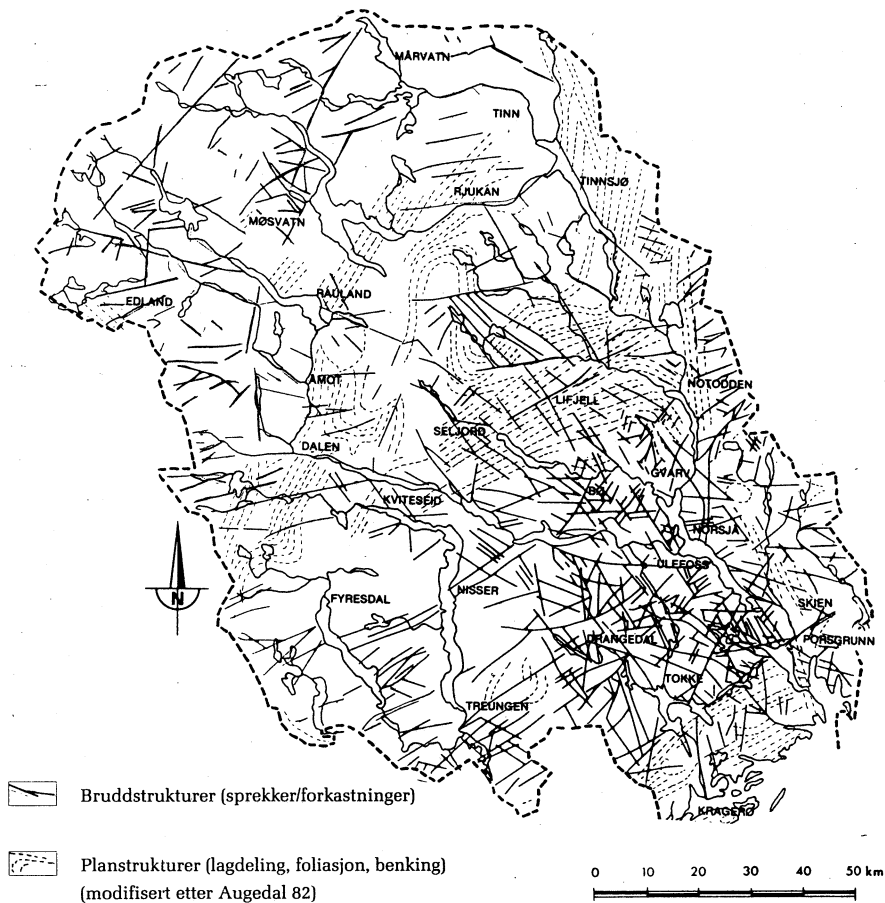 MÅRVATN
TINN
TINNSJØ
RJUKAN
MØSVATN
RAULAND
EDLAND
ÅMOT
NOTODDEN
LIFJELL
SELJORD
DALEN
GVARV
BØ
KVITESEID
NORSJØ
ULEFOSS
N
NISSER
FYRESDAL
SKIEN
DRANGEDAL
PORSGRUNN
TOKKE
TREUNGEN
KRAGERØ
Bruddstrukturer (sprekker/forkastninger)
Planstrukturer (lagdeling, foliasjon, benking)
(modifisert etter Augedal 82)
0 10 20 30 40 50 km